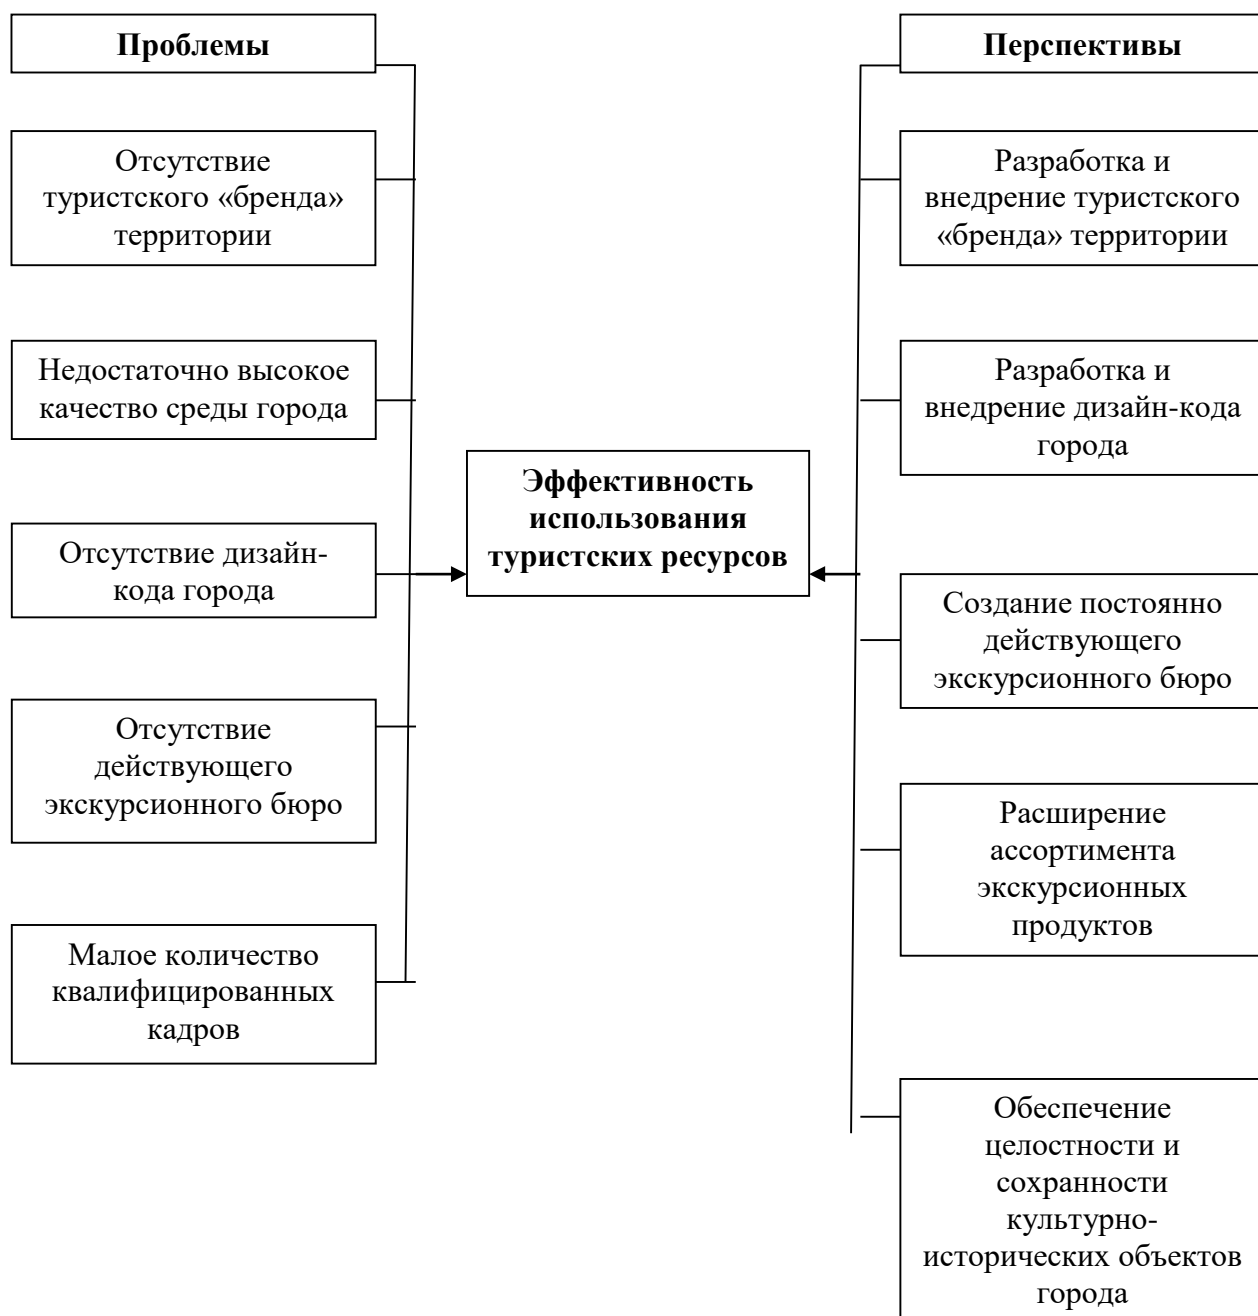 Проблемы
Отсутствие
туристского «бренда»
территории
Недостаточно высокое
качество среды города
Отсутствие дизайн-
кода города
Отсутствие
действующего
экскурсионного бюро
Малое количество
квалифицированных
кадров
Эффективность
использования
туристских ресурсов
Перспективы
Разработка и
внедрение туристского
«бренда» территории
Разработка и
внедрение дизайн-кода
города
Создание постоянно
действующего
экскурсионного бюро
Расширение
ассортимента
экскурсионных
продуктов
Обеспечение
целостности и
сохранности
культурно-
исторических объектов
города